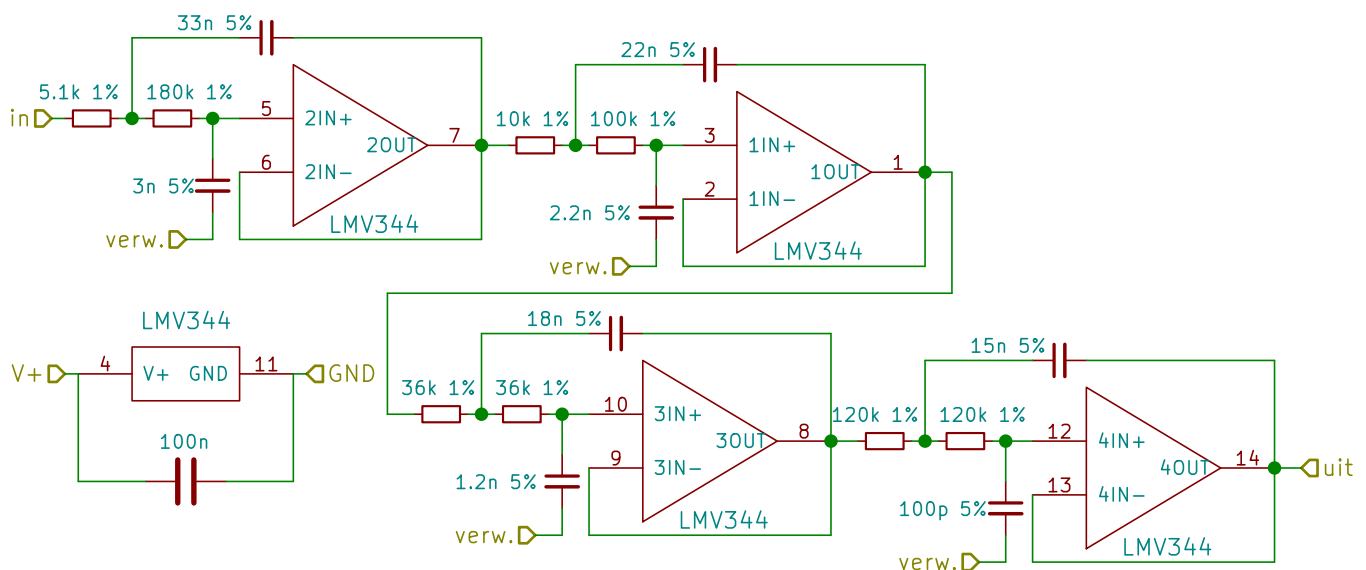 33n 5%
22n 5%
5.1k 1% 180k 1%
in
5
2IN+
2OUT
7
6
2IN-
3n 5%
LMV344
verw.
10k 1% 100k 1%
3
1IN+
1OUT
1
2
1IN-
2.2n 5%
LMV344
verw.
LMV344
V+
4
V+ GND
11
GND
100n
18n 5%
36k 1% 36k 1%
10
3IN+
3OUT
8
9
3IN-
1.2n 5%
LMV344
verw.
15n 5%
120k 1% 120k 1%
12
4IN+
4OUT
14
uit
13
4IN-
100p 5%
LMV344
verw.